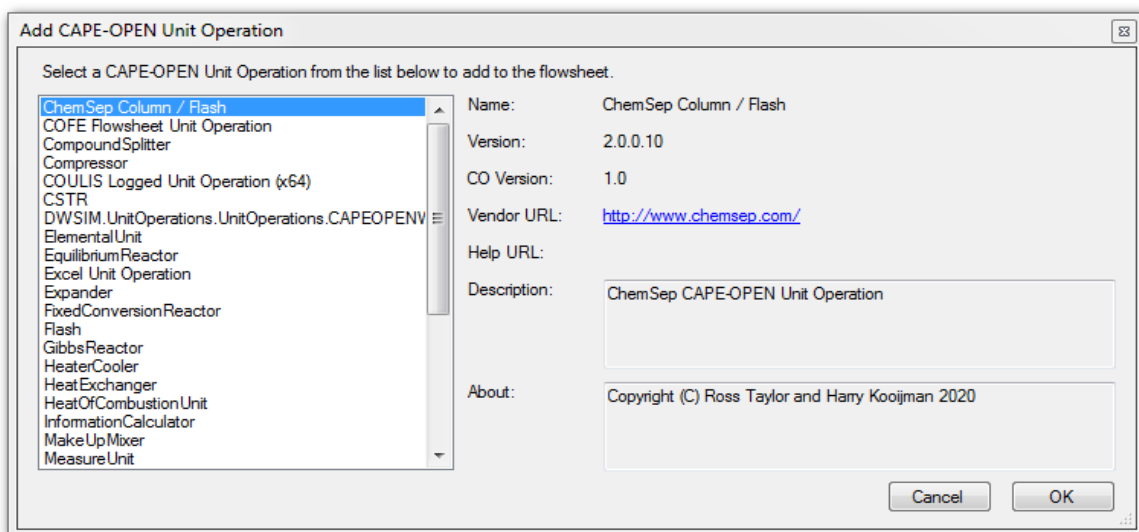 Add CAPE-OPEN Unit Operation
Select a CAPE-OPEN Unit Operation from the list below to add to the flowsheet.
ChemSep Column / Flash
COFE Flowsheet Unit Operation
CompoundSplitter
Compressor
COULIS Logged Unit Operation (x64)
CSTR
DWSIM.UnitOperations.UnitOperations.CAPEOPENW
ElementalUnit
EquilibriumReactor
Excel Unit Operation
Expander
FixedConversionReactor
Flash
GibbsReactor
HeaterCooler
HeatExchanger
HeatOfCombustionUnit
InformationCalculator
MakeUpMixer
MeasureUnit
Name: ChemSep Column / Flash
Version: 2.0.0.10
CO Version: 1.0
Vendor URL: http://www.chemsep.com/
Help URL:
Description: ChemSep CAPE-OPEN Unit Operation
About: Copyright (C) Ross Taylor and Harry Kooijman 2020
Cancel OK